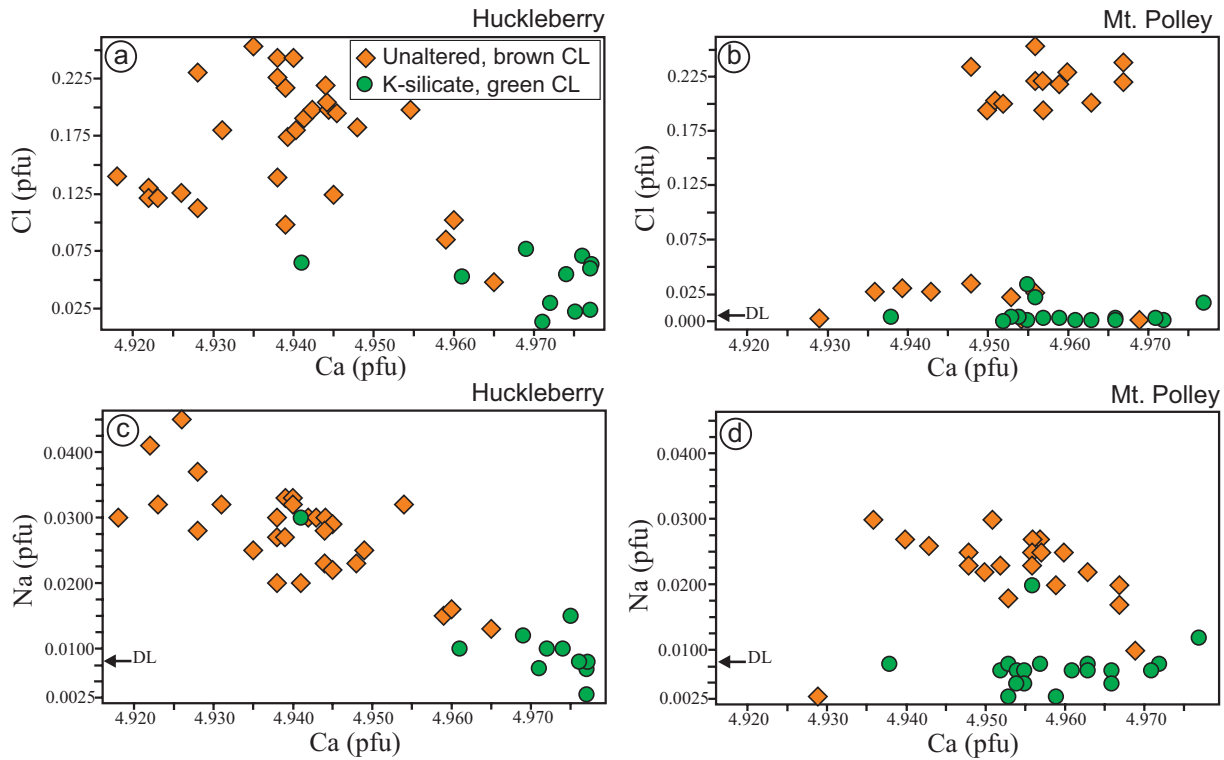 Huckleberry
a
Unaltered, brown CL
K-silicate, green CL
Cl (pfu)
0.225
0.175
0.125
0.075
0.025
4.920 4.930 4.940 4.950 4.960 4.970
Ca (pfu)
Mt. Polley
b
Cl (pfu)
0.225
0.175
0.125
0.075
0.025
0.000
DL
4.920 4.930 4.940 4.950 4.960 4.970
Ca (pfu)
Huckleberry
c
Na (pfu)
0.0400
0.0300
0.0200
0.0100
DL
0.0025
4.920 4.930 4.940 4.950 4.960 4.970
Ca (pfu)
Mt. Polley
d
Na (pfu)
0.0400
0.0300
0.0200
0.0100
DL
0.0025
4.920 4.930 4.940 4.950 4.960 4.970
Ca (pfu)